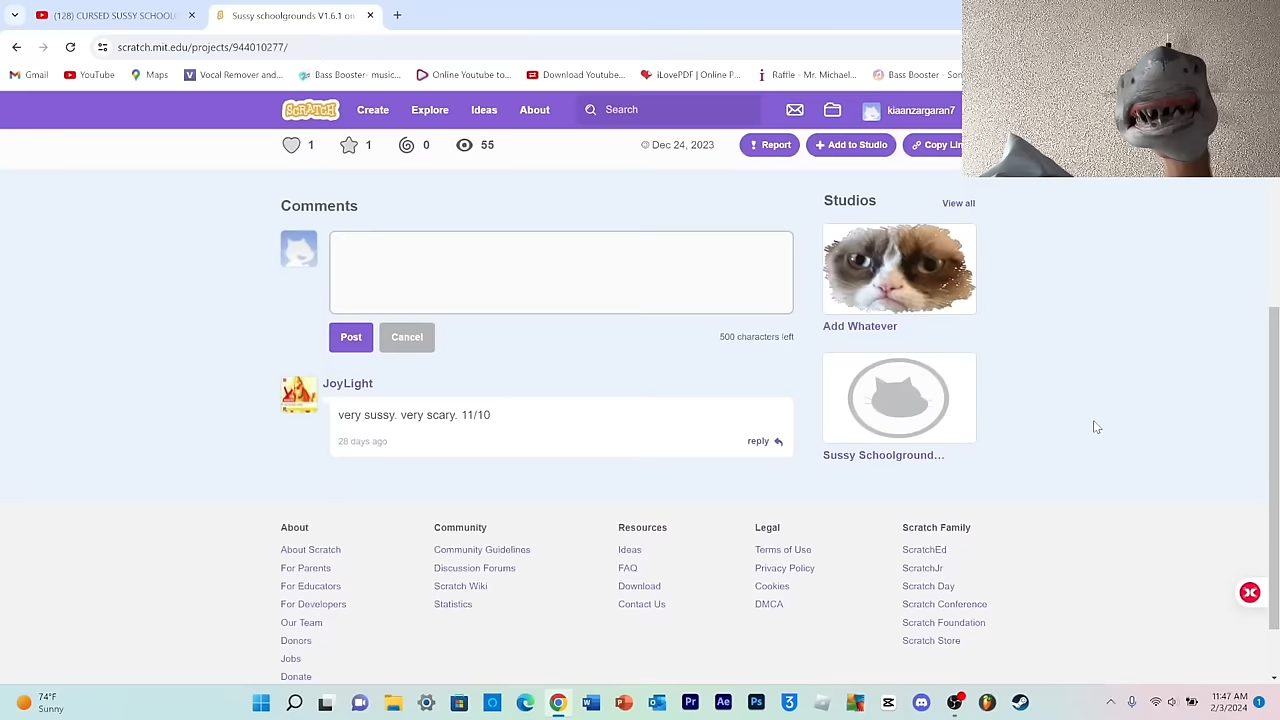 (128) CURSED SUSSY SCHOOL
Sussy schoolgrounds V1.6.1 on
scratch.mit.edu/projects/944010277/
Gmail
YouTube
Maps
Vocal Remover and...
Bass Booster- music...
Online Youtube to...
Download Youtube...
iLovePDF | Online P...
Raffle - Mr. Michael...
Bass Booster - Son
SCRATCH
Create
Explore
Ideas
About
Search
kiaanzargaran7
1
1
0
55
© Dec 24, 2023
Report
Add to Studio
Copy Lin
Comments
Post
Cancel
500 characters left
JoyLight
very sussy. very scary. 11/10
28 days ago
reply
Studios
View all
Add Whatever
Sussy Schoolground...
About
About Scratch
For Parents
For Educators
For Developers
Our Team
Donors
Jobs
Donate
Community
Community Guidelines
Discussion Forums
Scratch Wiki
Statistics
Resources
Ideas
FAQ
Download
Contact Us
Legal
Terms of Use
Privacy Policy
Cookies
DMCA
Scratch Family
ScratchEd
ScratchJr
Scratch Day
Scratch Conference
Scratch Foundation
Scratch Store
74°F
Sunny
11:47 AM
2/3/2024